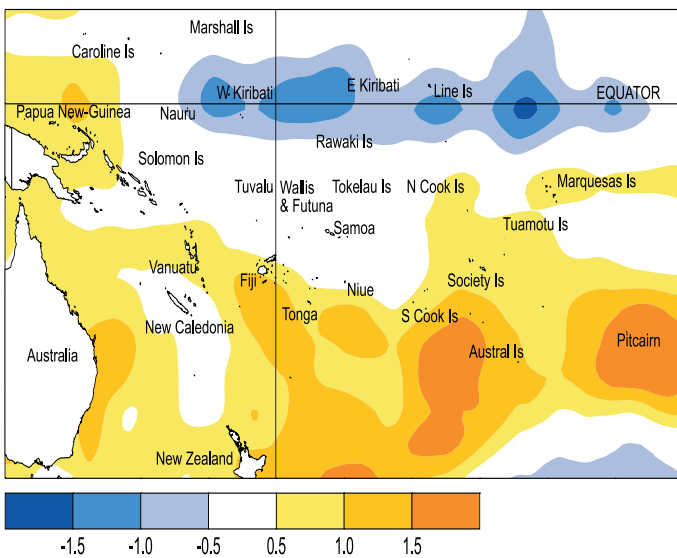 Marshall Is
Caroline Is
W Kiribati
E Kiribati
Line Is
EQUATOR
Papua New-Guinea
Nauru
Rawaki Is
Solomon Is
Tuvalu
Wallis
& Futuna
Tokelau Is
N Cook Is
Marquesas Is
Samoa
Tuamotu Is
Vanuatu
Fiji
Niue
Society Is
Tonga
New Caledonia
S Cook Is
Pitcairn
Australia
Austral Is
New Zealand
-1.5 -1.0 -0.5 0.5 1.0 1.5